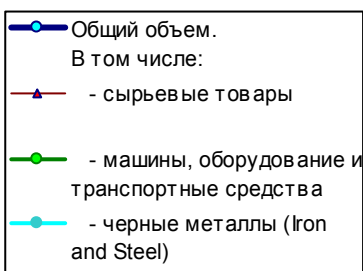 Общий объем.
В том числе:
- сырьевые товары
- машины, оборудование и
транспортные средства
- черные металлы (Iron
and Steel)